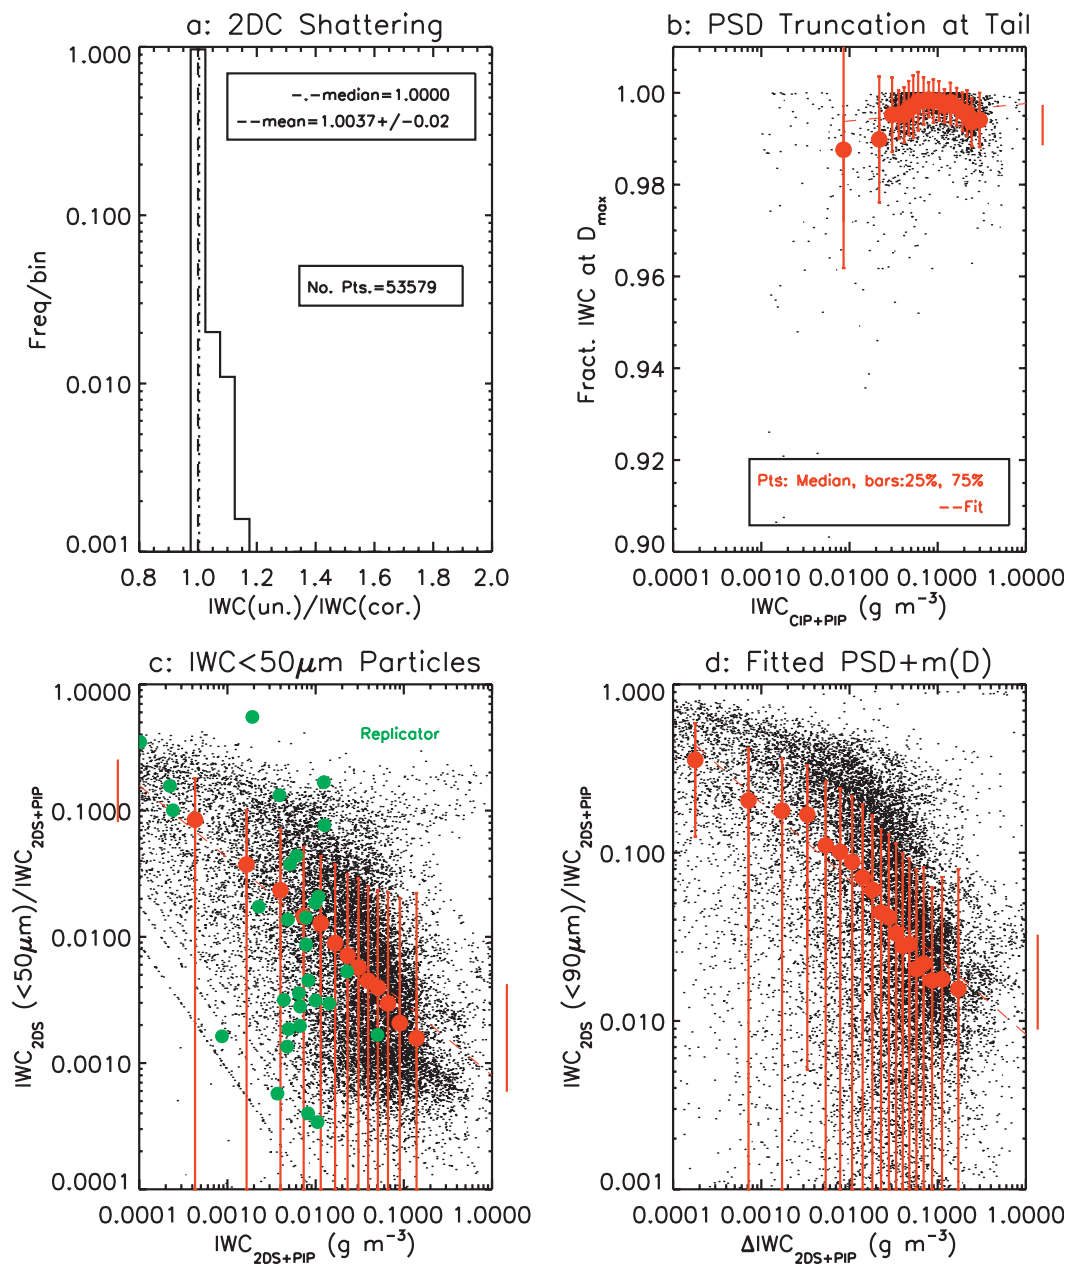 a: 2DC Shattering
1.000
0.100
0.010
0.001
Freq/bin
-.-median=1.0000
--mean=1.0037+/-0.02
No. Pts.=53579
0.8 1.0 1.2 1.4 1.6 1.8 2.0
IWC(un.)/IWC(cor.)
b: PSD Truncation at Tail
1.00
0.98
0.96
0.94
0.92
0.90
Fract. IWC at Dmax
Pts: Median, bars:25%, 75%
--Fit
0.0001 0.0010 0.0100 0.1000 1.0000
IWCCIP+PIP (g m−3)
c: IWC<50μm Particles
1.0000
0.1000
0.0100
0.0010
0.0001
IWC2DS (<50μm)/IWC2DS+PIP
Replicator
0.0001 0.0010 0.0100 0.1000 1.0000
IWC2DS+PIP (g m−3)
d: Fitted PSD+m(D)
1.000
0.100
0.010
0.001
IWC2DS (<90μm)/IWC2DS+PIP
0.0001 0.0010 0.0100 0.1000 1.0000
ΔIWC2DS+PIP (g m−3)